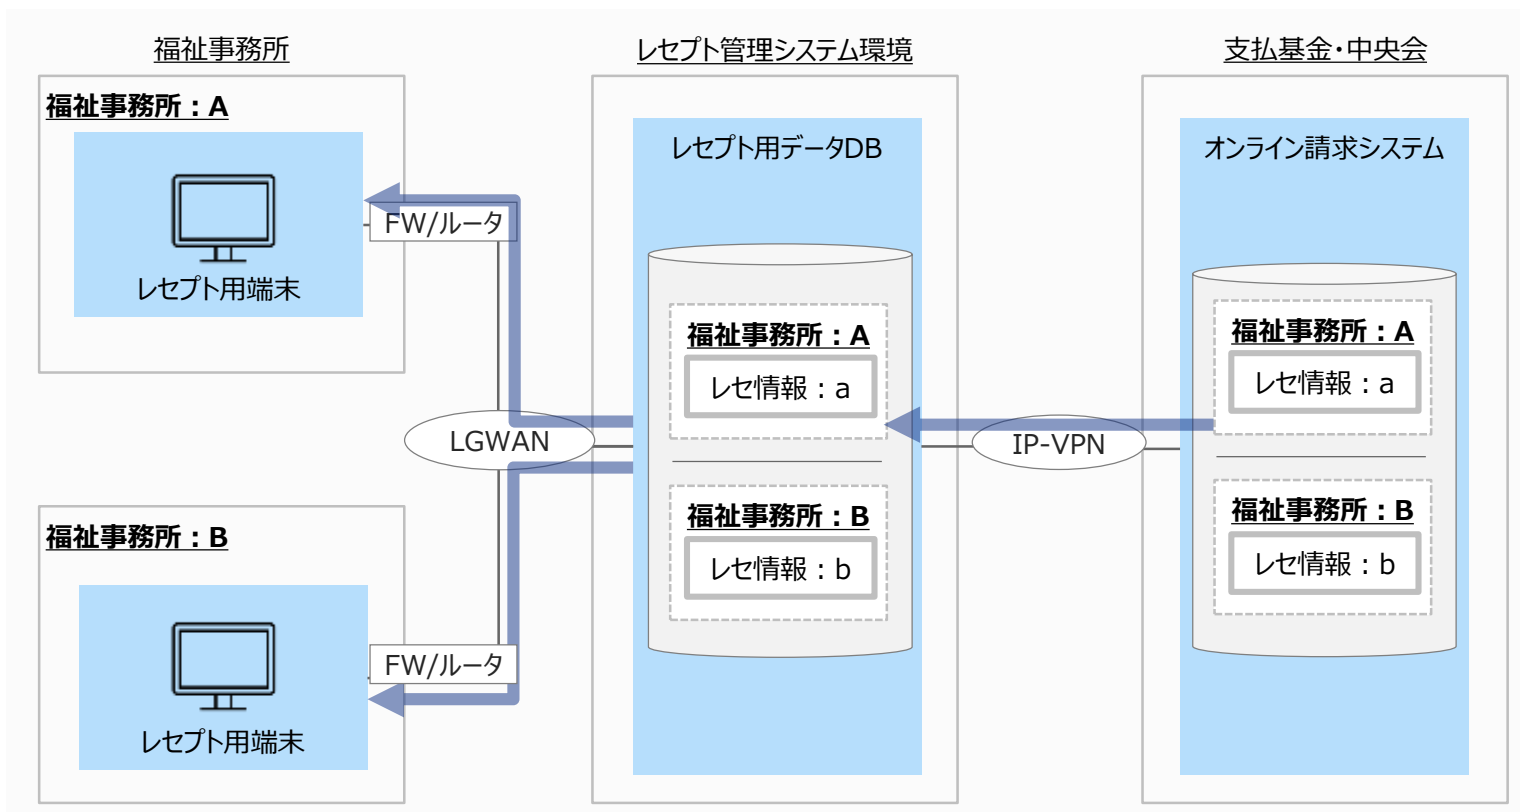 福祉事務所
レセプト管理システム環境
支払基金・中央会
福祉事務所：A
レセプト用端末
FW/ルータ
福祉事務所：B
レセプト用端末
FW/ルータ
LGWAN
レセプト用データDB
福祉事務所：A
レセ情報：a
福祉事務所：B
レセ情報：b
IP-VPN
オンライン請求システム
福祉事務所：A
レセ情報：a
福祉事務所：B
レセ情報：b